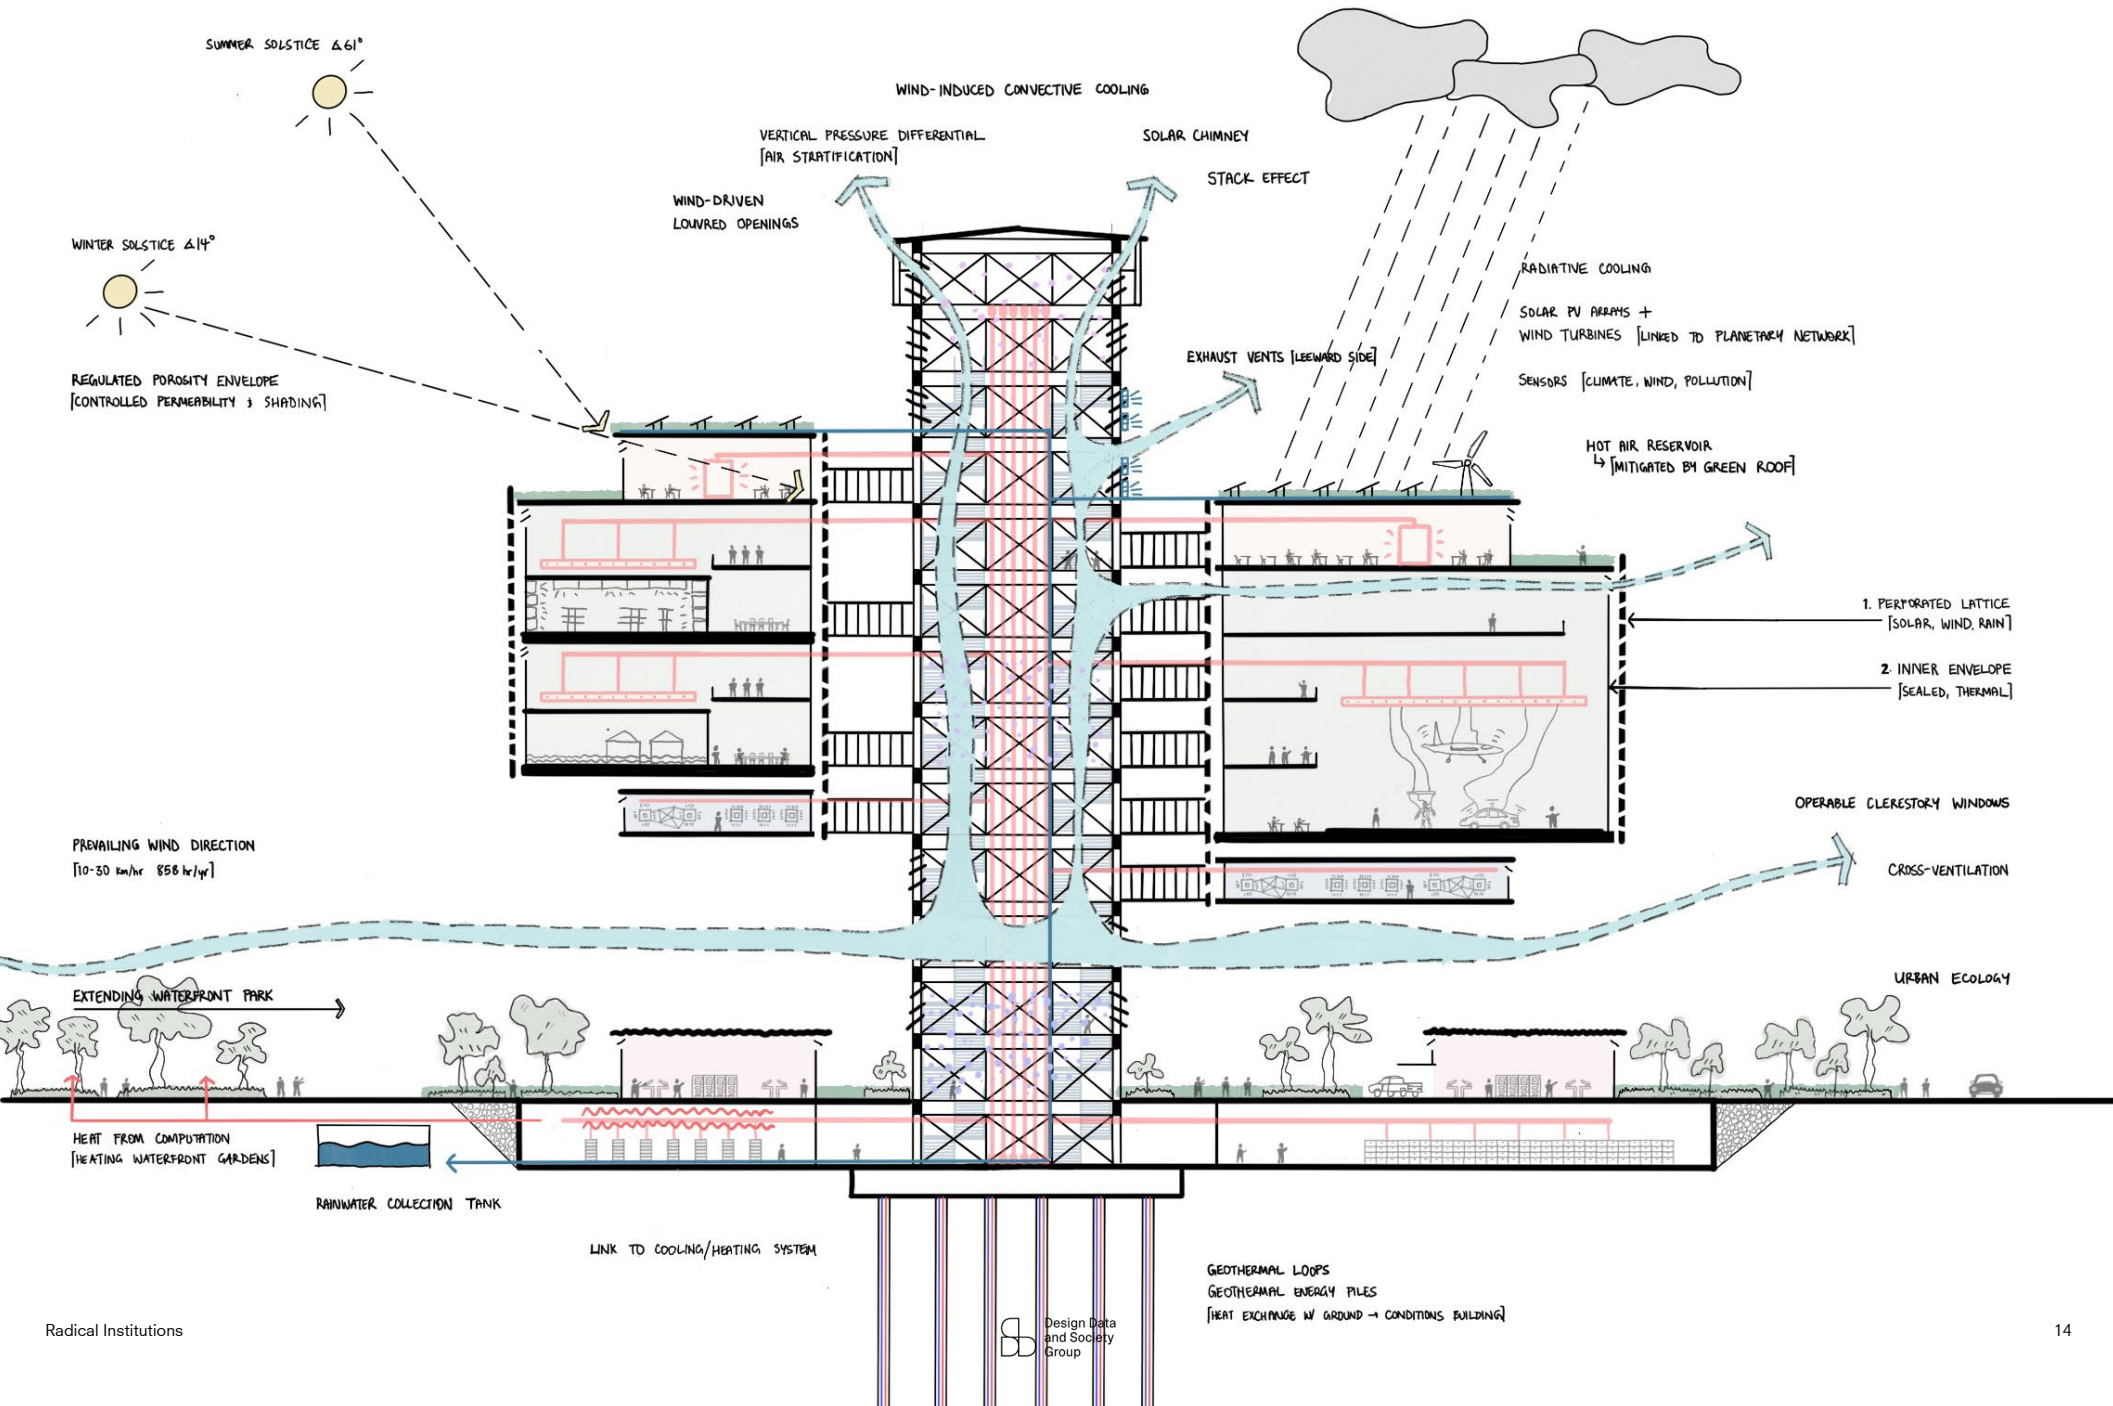 SUMMER SOLSTICE ∡61°
WIND-INDUCED CONVECTIVE COOLING
VERTICAL PRESSURE DIFFERENTIAL
[AIR STRATIFICATION]
SOLAR CHIMNEY
STACK EFFECT
WIND-DRIVEN
LOUVRED OPENINGS
WINTER SOLSTICE ∡14°
RADIATIVE COOLING
SOLAR PV ARRAYS +
WIND TURBINES [LINKED TO PLANETARY NETWORK]
EXHAUST VENTS [LEEWARD SIDE]
SENSORS [CLIMATE, WIND, POLLUTION]
REGULATED POROSITY ENVELOPE
[CONTROLLED PERMEABILITY & SHADING]
HOT AIR RESERVOIR
↳ [MITIGATED BY GREEN ROOF]
1. PERFORATED LATTICE
[SOLAR, WIND, RAIN]
2. INNER ENVELOPE
[SEALED, THERMAL]
OPERABLE CLERESTORY WINDOWS
PREVAILING WIND DIRECTION
[10-30 km/hr 858 hr/yr]
CROSS-VENTILATION
URBAN ECOLOGY
EXTENDING WATERFRONT PARK
HEAT FROM COMPUTATION
[HEATING WATERFRONT GARDENS]
RAINWATER COLLECTION TANK
LINK TO COOLING/HEATING SYSTEM
GEOTHERMAL LOOPS
GEOTHERMAL ENERGY PILES
[HEAT EXCHANGE W/ GROUND → CONDITIONS BUILDING]
Radical Institutions
Design Data
and Society
Group
14